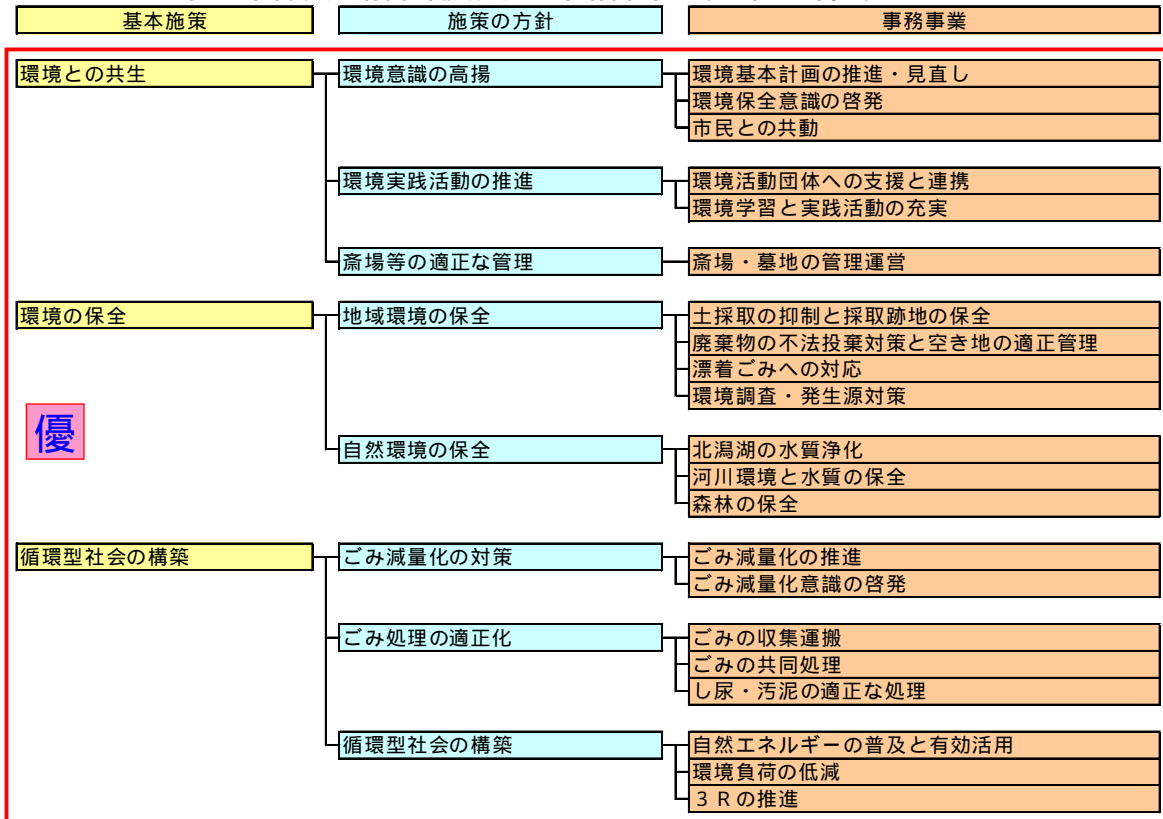 基本施策 施策の方針 事務事業
環境との共生 環境意識の高揚 環境基本計画の推進・見直し
環境保全意識の啓発
市民との共動
環境実践活動の推進 環境活動団体への支援と連携
環境学習と実践活動の充実
斎場等の適正な管理 斎場・墓地の管理運営
環境の保全 地域環境の保全 土採取の抑制と採取跡地の保全
廃棄物の不法投棄対策と空き地の適正管理
漂着ごみへの対応
環境調査・発生源対策
優
自然環境の保全 北潟湖の水質浄化
河川環境と水質の保全
森林の保全
循環型社会の構築 ごみ減量化の対策 ごみ減量化の推進
ごみ減量化意識の啓発
ごみ処理の適正化 ごみの収集運搬
ごみの共同処理
し尿・汚泥の適正な処理
循環型社会の構築 自然エネルギーの普及と有効活用
環境負荷の低減
３Ｒの推進